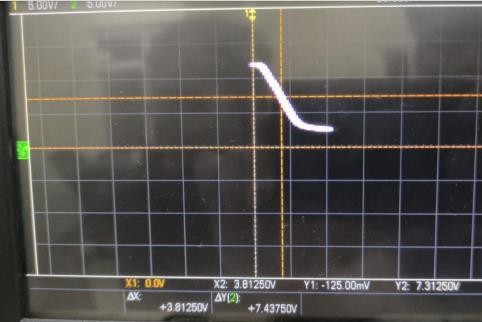 1 5.00V/ 2 5.00V/
X1: 0.0V X2: 3.81250V Y1: -125.00mV Y2: 7.31250V
ΔX: ΔY(2):
+3.81250V +7.43750V